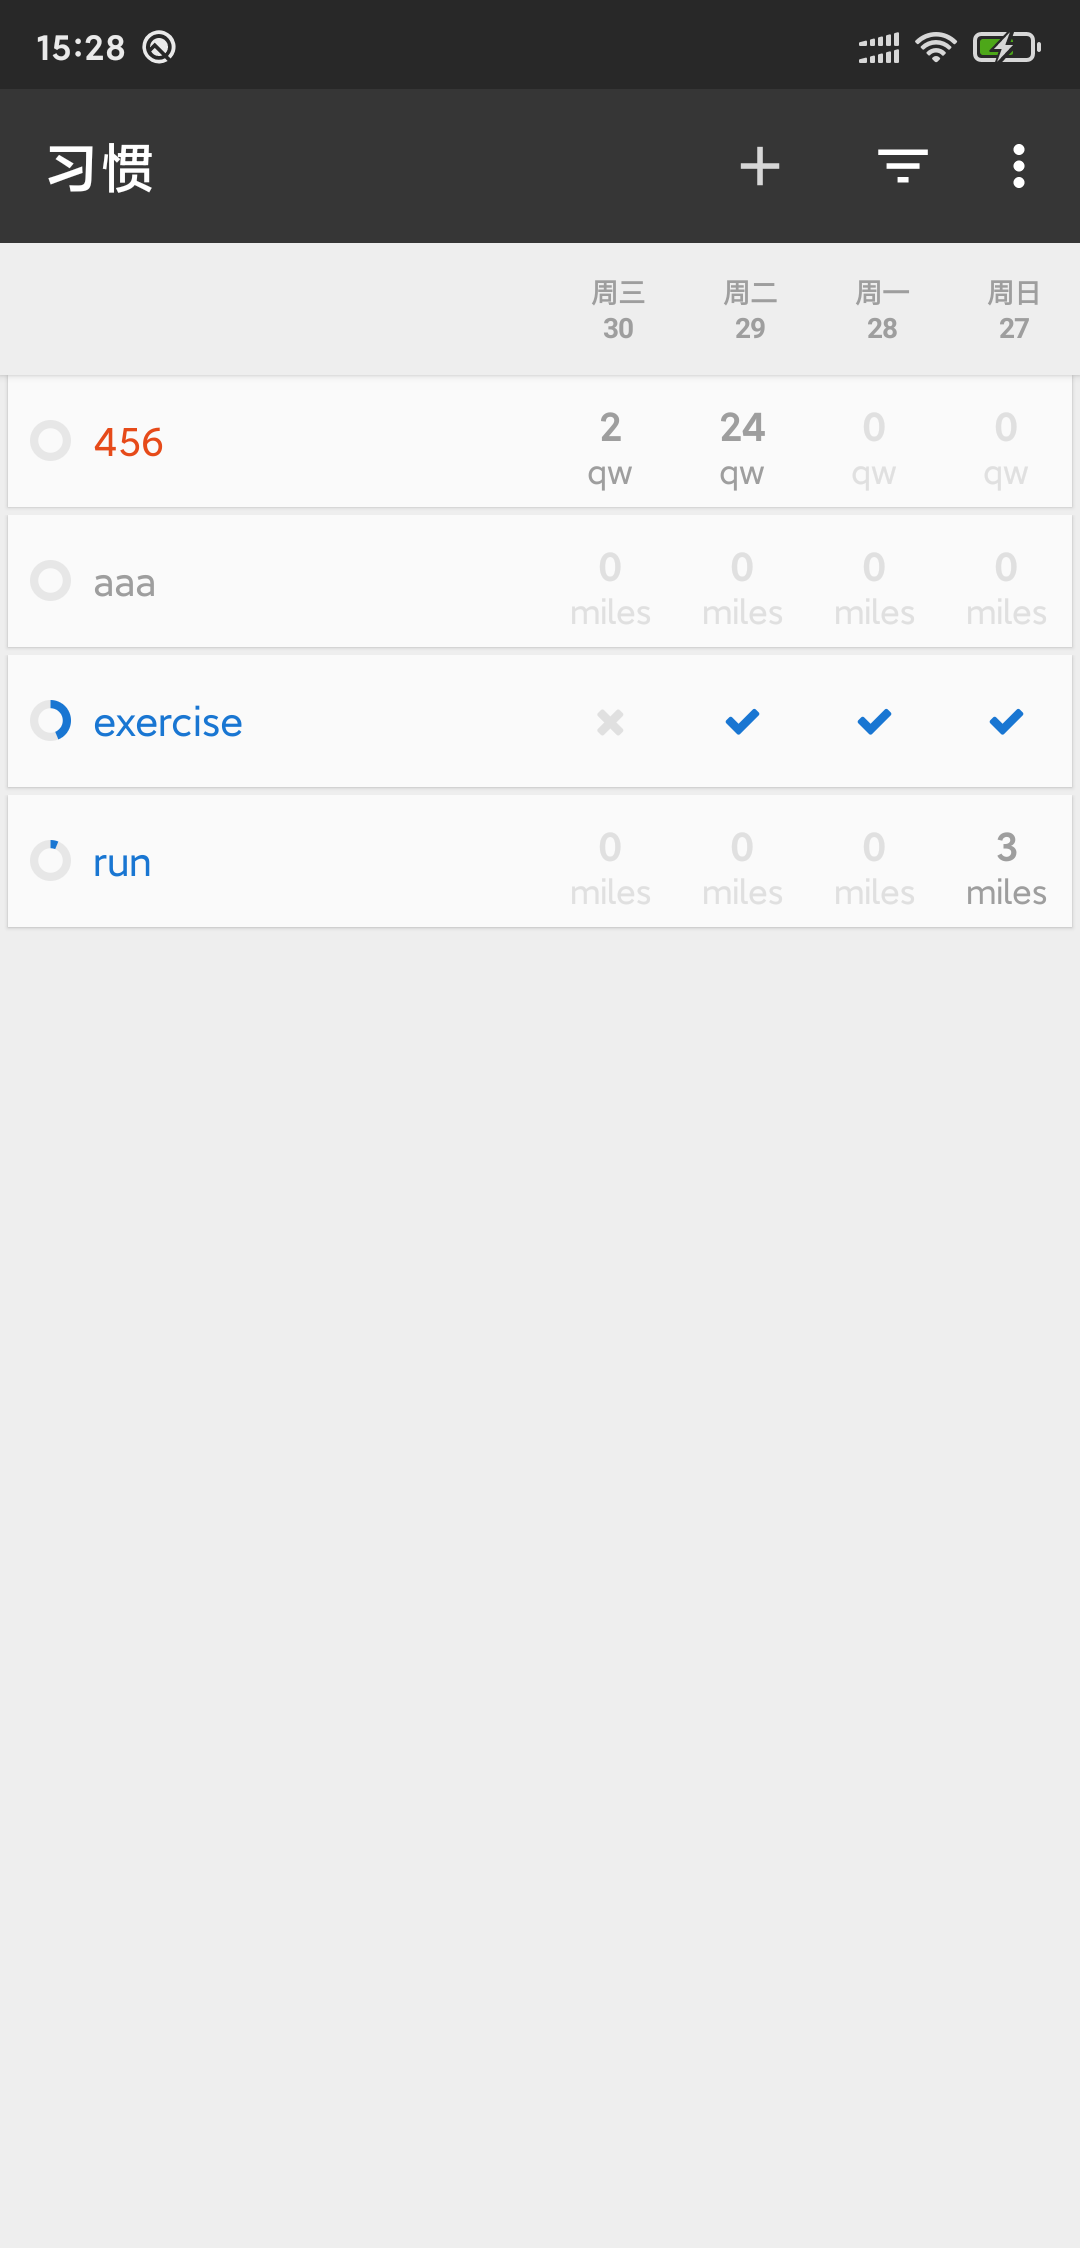 15:28
习惯
周三 周二 周一 周日
30 29 28 27
456 2 qw 24 qw 0 qw 0 qw
aaa 0 miles 0 miles 0 miles 0 miles
exercise
run 0 miles 0 miles 0 miles 3 miles